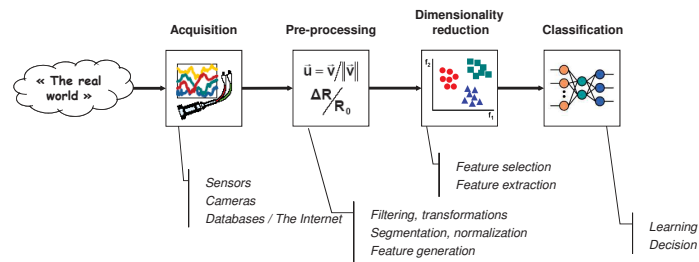 Acquisition
Pre-processing
Dimensionality
reduction
Classification
« The real
world »
u⃗ = v⃗/‖v⃗‖
ΔR/R₀
f₂
f₁
Sensors
Cameras
Databases / The Internet
Filtering, transformations
Segmentation, normalization
Feature generation
Feature selection
Feature extraction
Learning
Decision